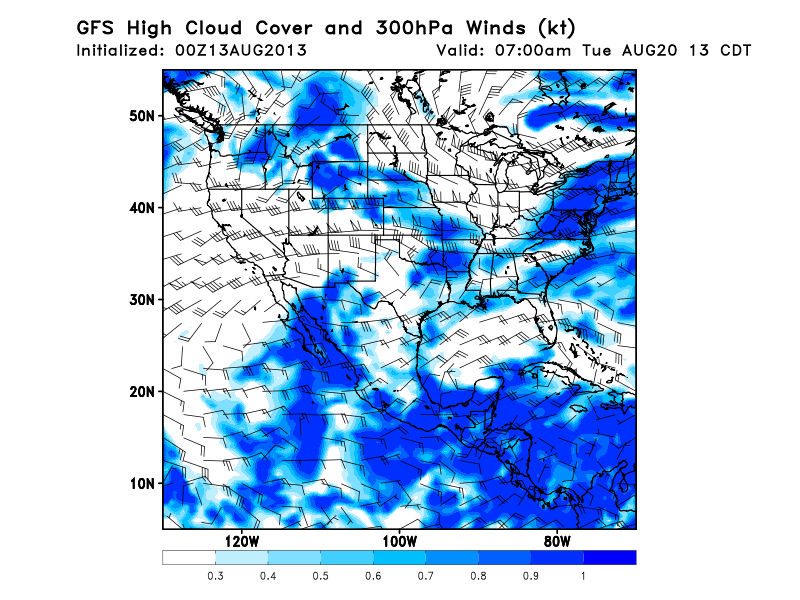 GFS High Cloud Cover and 300hPa Winds (kt)
Initialized: 00Z13AUG2013 Valid: 07:00am Tue AUG20 13 CDT
50N
40N
30N
20N
10N
120W 100W 80W
0.3 0.4 0.5 0.6 0.7 0.8 0.9 1